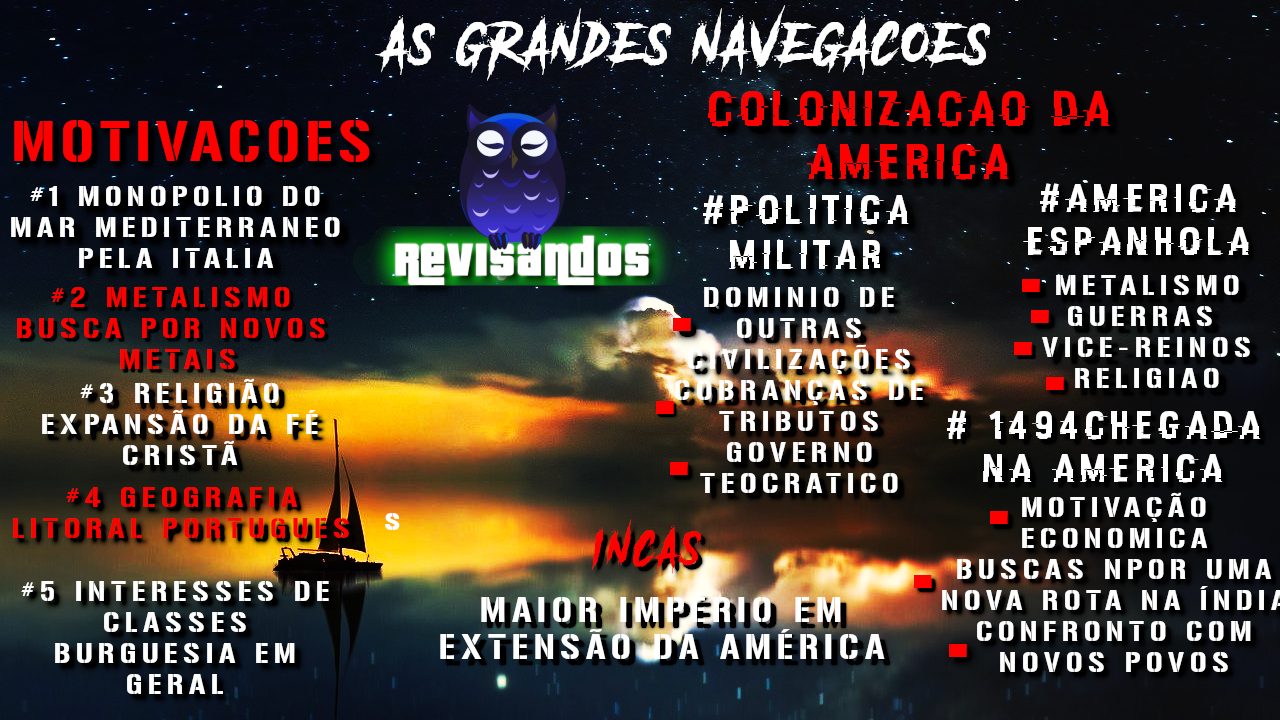 AS GRANDES NAVEGACOES
MOTIVACOES
#1 MONOPOLIO DO
MAR MEDITERRANEO
PELA ITALIA
#2 METALISMO
BUSCA POR NOVOS
METAIS
#3 RELIGIÃO
EXPANSÃO DA FÉ
CRISTÃ
#4 GEOGRAFIA
LITORAL PORTUGUES
S
#5 INTERESSES DE
CLASSES
BURGUESIA EM
GERAL
REVISANDOS
COLONIZACAO DA
AMERICA
#POLITICA
MILITAR
DOMINIO DE
OUTRAS
CIVILIZAÇÕES
COBRANÇAS DE
TRIBUTOS
GOVERNO
TEOCRATICO
INCAS
MAIOR IMPÉRIO EM
EXTENSÃO DA AMÉRICA
#AMERICA
ESPANHOLA
METALISMO
GUERRAS
VICE-REINOS
RELIGIAO
# 1494CHEGADA
NA AMERICA
MOTIVAÇÃO
ECONOMICA
BUSCAS NPOR UMA
NOVA ROTA NA ÍNDIA
CONFRONTO COM
NOVOS POVOS